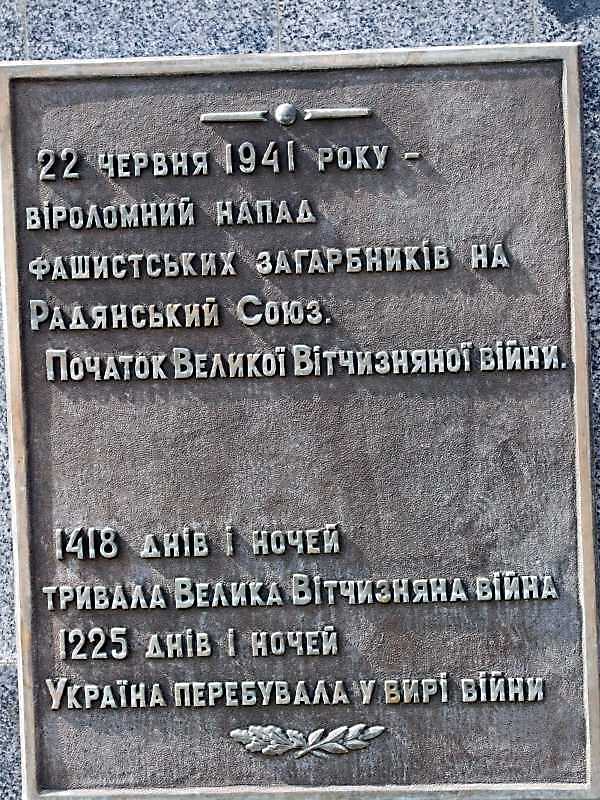 22 червня 1941 року –
віроломний напад
фашистських загарбників на
Радянський Союз.
Початок Великої Вітчизняної війни.
1418 днів і ночей
тривала Велика Вітчизняна війна
1225 днів і ночей
Україна перебувала у вирі війни